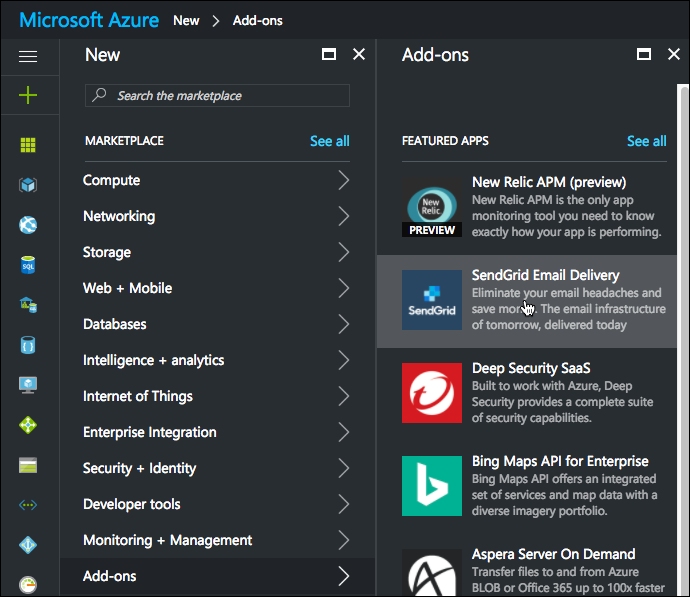 Microsoft Azure New > Add-ons
New
Search the marketplace
MARKETPLACE See all
Compute
Networking
Storage
Web + Mobile
Databases
Intelligence + analytics
Internet of Things
Enterprise Integration
Security + Identity
Developer tools
Monitoring + Management
Add-ons
Add-ons
FEATURED APPS See all
New Relic
PREVIEW
New Relic APM (preview)
New Relic APM is the only app
monitoring tool you need to know
exactly how your app is performing.
SendGrid
SendGrid Email Delivery
Eliminate your email headaches and
save The email infrastructure
of tomorrow, delivered today
Deep Security SaaS
Built to work with Azure, Deep
Security provides a complete suite
of security capabilities.
Bing Maps API for Enterprise
Bing Maps API offers an integrated
set of services and map data with a
diverse imagery portfolio.
Aspera Server On Demand
Transfer files to and from Azure
BLOB or Office 365 up to 100x faster
SQL